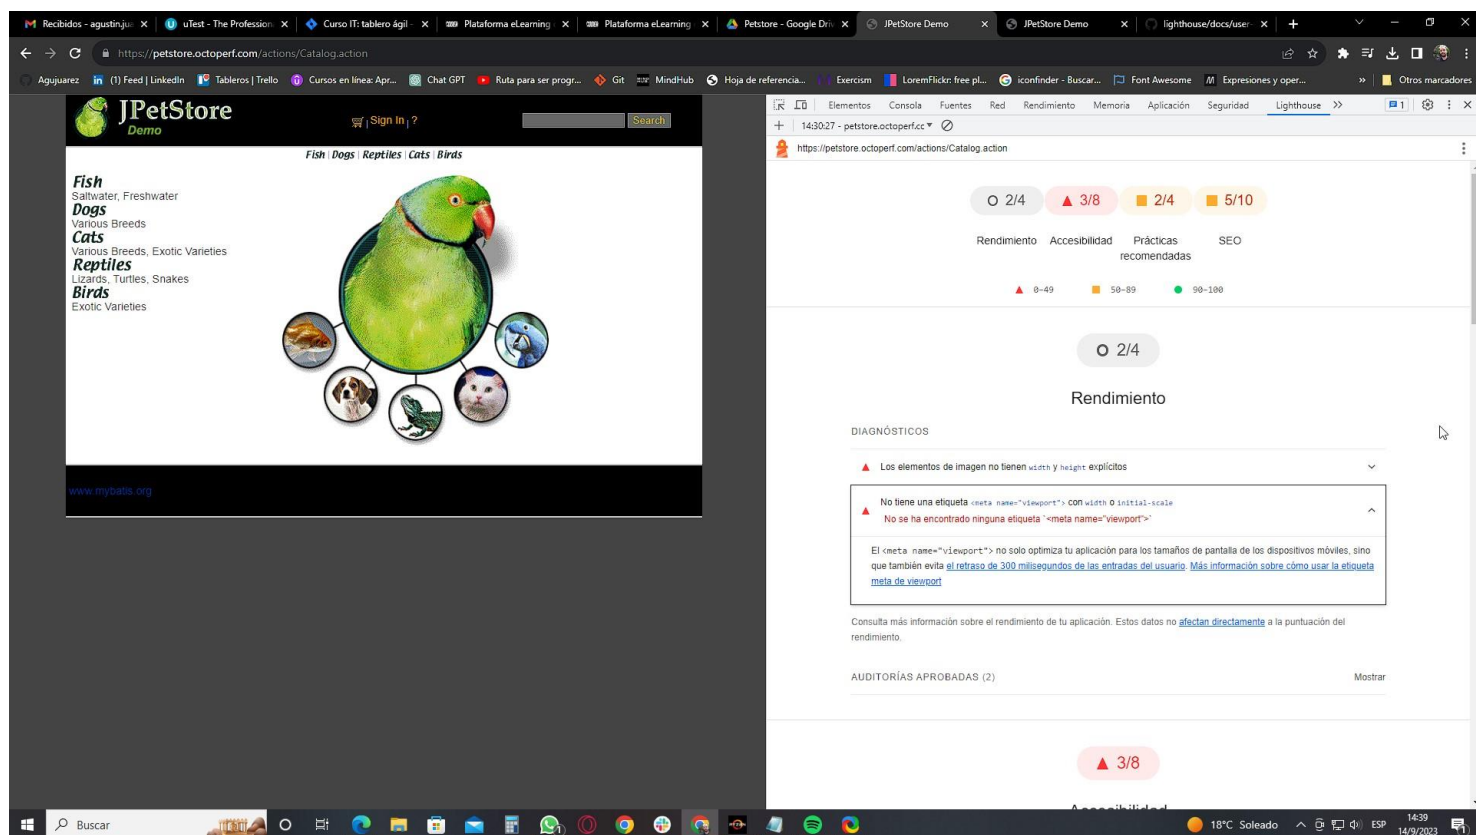 Recibidos - agustin.jua
uTest - The Profession
Curso IT: tablero ágil -
Plataforma eLearning
Plataforma eLearning
Petstore - Google Driv
JPetStore Demo
JPetStore Demo
lighthouse/docs/user-
https://petstore.octoperf.com/actions/Catalog.action
Agujuarez
(1) Feed | LinkedIn
Tableros | Trello
Cursos en línea: Apr...
Chat GPT
Ruta para ser progr...
Git
MindHub
Hoja de referencia...
Exercism
LoremFlickr: free pl...
iconfinder - Buscar...
Font Awesome
Expresiones y oper...
»
Otros marcadores
JPetStore
Demo
Sign In | ?
Search
Fish | Dogs | Reptiles | Cats | Birds
Fish
Saltwater, Freshwater
Dogs
Various Breeds
Cats
Various Breeds, Exotic Varieties
Reptiles
Lizards, Turtles, Snakes
Birds
Exotic Varieties
www.mybatis.org
Elementos Consola Fuentes Red Rendimiento Memoria Aplicación Seguridad Lighthouse 1
14:30:27 - petstore.octoperf.cc
https://petstore.octoperf.com/actions/Catalog.action
2/4 3/8 2/4 5/10
Rendimiento Accesibilidad Prácticas recomendadas SEO
0–49 50–89 90–100
2/4
Rendimiento
DIAGNÓSTICOS
Los elementos de imagen no tienen width y height explícitos
No tiene una etiqueta <meta name="viewport"> con width o initial-scale
No se ha encontrado ninguna etiqueta `<meta name="viewport">`
El <meta name="viewport"> no solo optimiza tu aplicación para los tamaños de pantalla de los dispositivos móviles, sino
que también evita el retraso de 300 milisegundos de las entradas del usuario. Más información sobre cómo usar la etiqueta
meta de viewport
Consulta más información sobre el rendimiento de tu aplicación. Estos datos no afectan directamente a la puntuación del
rendimiento.
AUDITORÍAS APROBADAS (2) Mostrar
3/8
Accesibilidad
Buscar
18°C Soleado
ESP
14:39
14/9/2023